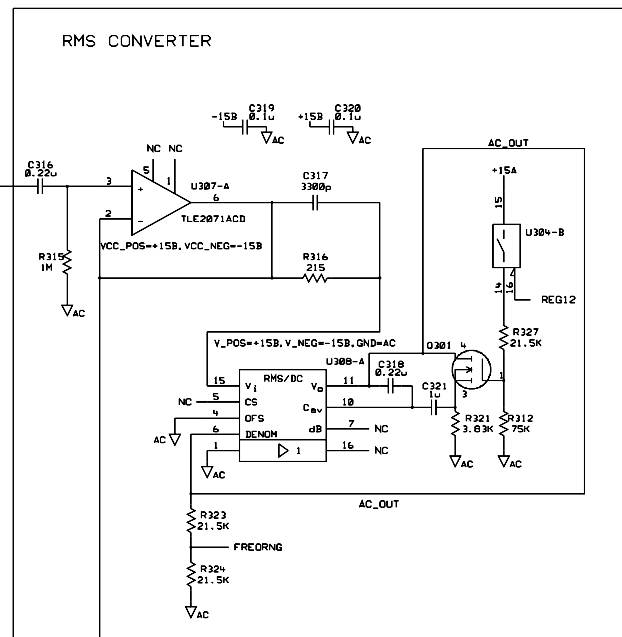 RMS CONVERTER
C319
0.1u
-15B
AC
C320
0.1u
+15B
AC
AC_OUT
+15A
15
U304-B
14
16
REG12
C316
0.22u
NC
NC
5
1
3
2
+
-
U307-A
6
TLE2071ACD
VCC_POS=+15B,VCC_NEG=-15B
C317
3300p
R315
1M
AC
R316
215
V_POS=+15B,V_NEG=-15B,GND=AC
U308-A
RMS/DC
15
Vi
Vo
11
C318
0.22u
NC
5
CS
Cav
10
C321
1u
AC
4
OFS
dB
7
NC
6
DENOM
1
1
16
NC
AC
Q301
4
3
1
R327
21.5K
R321
3.83K
R312
75K
AC
AC
AC_OUT
R323
21.5K
FREQRNG
R324
21.5K
AC